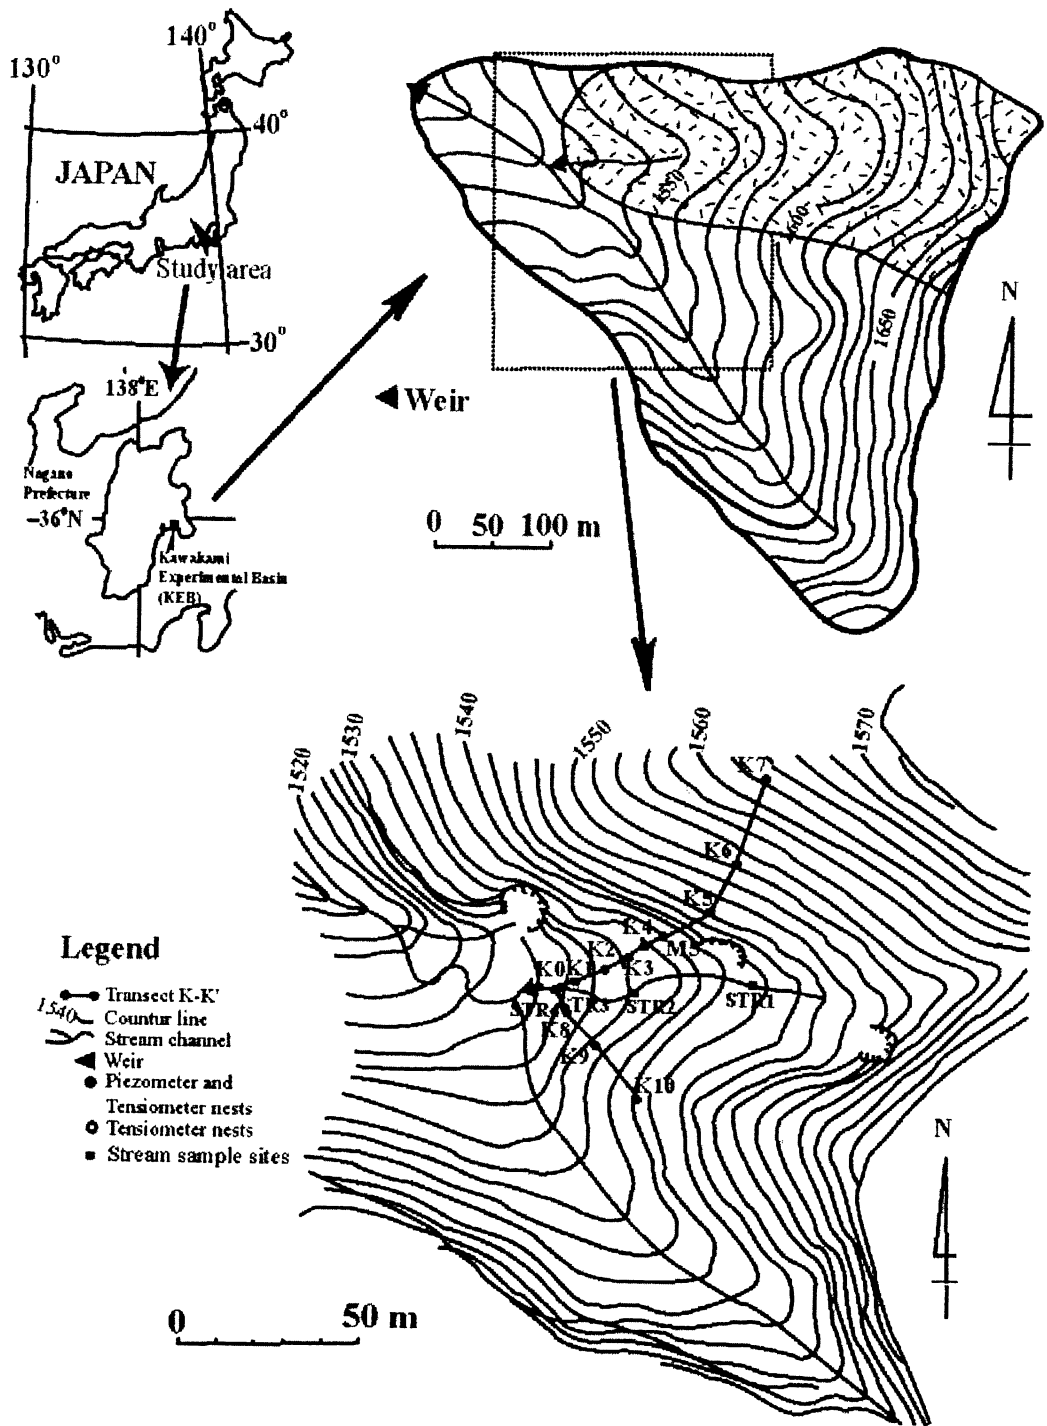 130°
140°
40°
JAPAN
Study area
30°
138°E
Nagano
Prefecture
–36°N
Kawakami
Experimental Basin
(KEB)
Weir
0 50 100 m
1550
1600
1650
N
1520
1530
1540
1550
1560
1570
K7
K6
K5
K4
M5
K2
K3
K0
K1
STR1
STR2
TR3
STR4
K8
K9
K10
Legend
Transect K-K'
1540
Countur line
Stream channel
Weir
Piezometer and
Tensiometer nests
Tensiometer nests
Stream sample sites
N
0 50 m